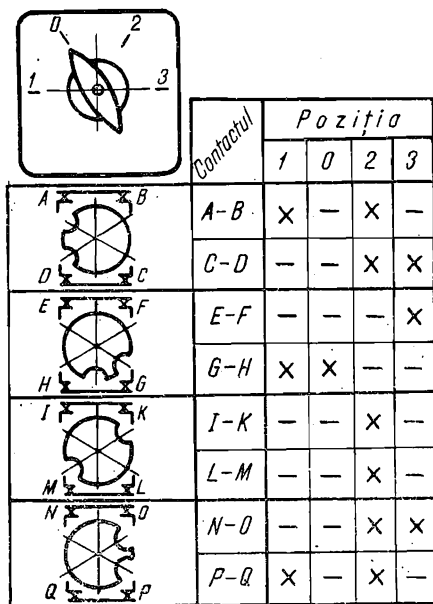 0 2
1 3
Contactul Poziția
1 0 2 3
A B
D C
A-B X — X —
C-D — — X X
E F
H G
E-F — — — X
G-H X X — —
I K
M L
I-K — — X —
L-M — — X —
N O
Q P
N-O — — X X
P-Q X — X —